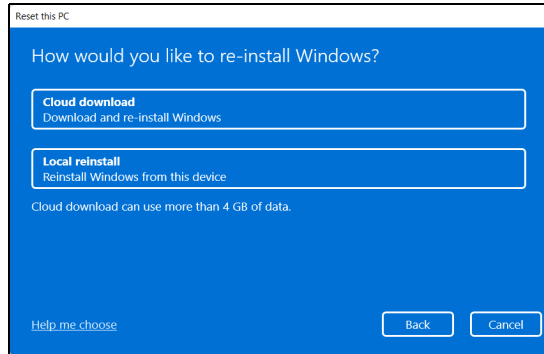 Reset this PC
How would you like to re-install Windows?
Cloud download
Download and re-install Windows
Local reinstall
Reinstall Windows from this device
Cloud download can use more than 4 GB of data.
Help me choose
Back
Cancel